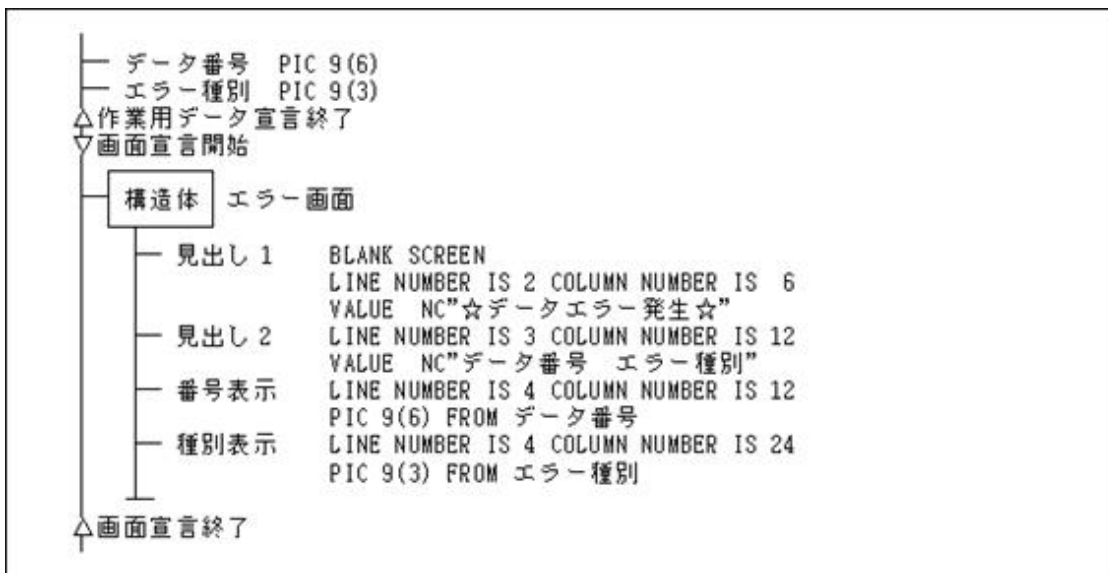 データ番号 PIC 9(6)
エラー種別 PIC 9(3)
作業用データ宣言終了
画面宣言開始
構造体 エラー画面
見出し1 BLANK SCREEN
LINE NUMBER IS 2 COLUMN NUMBER IS 6
VALUE NC"☆データエラー発生☆"
見出し2 LINE NUMBER IS 3 COLUMN NUMBER IS 12
VALUE NC"データ番号 エラー種別"
番号表示 LINE NUMBER IS 4 COLUMN NUMBER IS 12
PIC 9(6) FROM データ番号
種別表示 LINE NUMBER IS 4 COLUMN NUMBER IS 24
PIC 9(3) FROM エラー種別
画面宣言終了